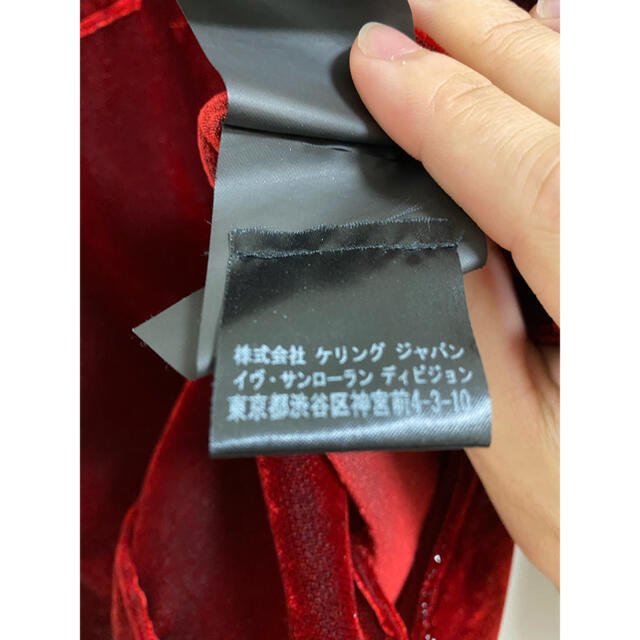 株式会社 ケリング ジャパン
イヴ・サンローラン ディビジョン
東京都渋谷区神宮前4-3-10